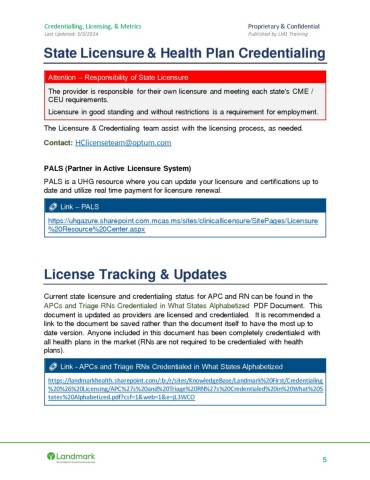 Credentialling, Licensing, & Metrics Proprietary & Confidential
Last Updated: 5/3/2024 Published by LM1 Training
State Licensure & Health Plan Credentialing
Attention – Responsibility of State Licensure
The provider is responsible for their own licensure and meeting each state's CME /
CEU requirements.
Licensure in good standing and without restrictions is a requirement for employment.
The Licensure & Credentialing team assist with the licensing process, as needed.
Contact: HClicenseteam@optum.com
PALS (Partner in Active Licensure System)
PALS is a UHG resource where you can update your licensure and certifications up to
date and utilize real time payment for licensure renewal.
Link – PALS
https://uhgazure.sharepoint.com.mcas.ms/sites/clinicallicensure/SitePages/Licensure
%20Resource%20Center.aspx
License Tracking & Updates
Current state licensure and credentialing status for APC and RN can be found in the
APCs and Triage RNs Credentialed in What States Alphabetized PDF Document. This
document is updated as providers are licensed and credentialed. It is recommended a
link to the document be saved rather than the document itself to have the most up to
date version. Anyone included in this document has been completely credentialed with
all health plans in the market (RNs are not required to be credentialed with health
plans).
Link - APCs and Triage RNs Credentialed in What States Alphabetized
https://landmarkhealth.sharepoint.com/:b:/r/sites/KnowledgeBase/Landmark%20First/Credentialing
%20%26%20Licensing/APC%27s%20and%20Triage%20RN%27s%20Credentialed%20in%20What%20S
tates%20Alphabetized.pdf?csf=1&web=1&e=jL3WCO
Landmark
5